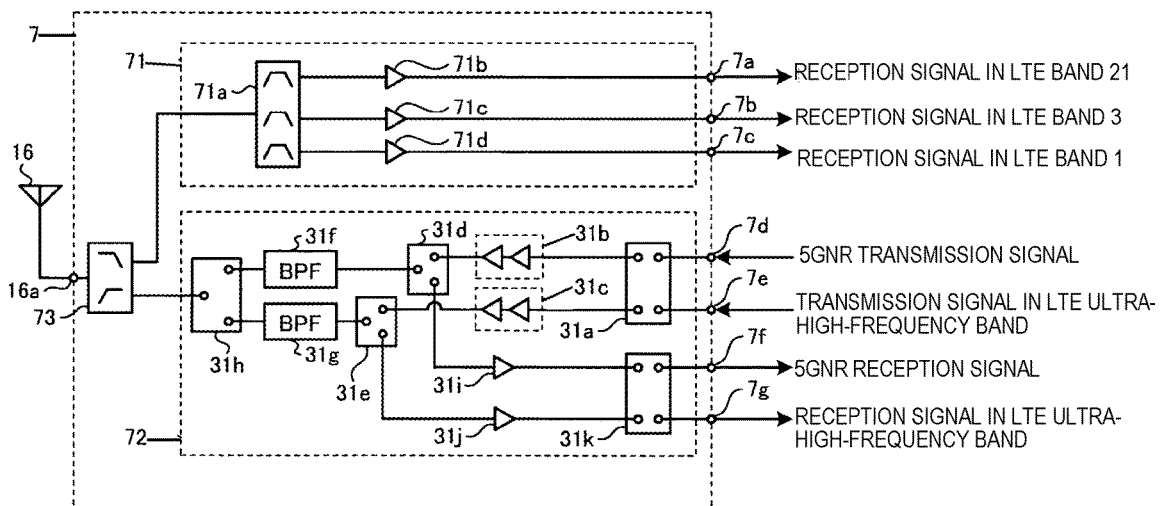 7
71
71a
71b
7a
RECEPTION SIGNAL IN LTE BAND 21
71c
7b
RECEPTION SIGNAL IN LTE BAND 3
71d
7c
RECEPTION SIGNAL IN LTE BAND 1
16
16a
73
72
31h
31f
BPF
31g
BPF
31d
31e
31b
31c
31a
7d
5GNR TRANSMISSION SIGNAL
7e
TRANSMISSION SIGNAL IN LTE ULTRA-
HIGH-FREQUENCY BAND
31i
7f
5GNR RECEPTION SIGNAL
31j
31k
7g
RECEPTION SIGNAL IN LTE ULTRA-
HIGH-FREQUENCY BAND